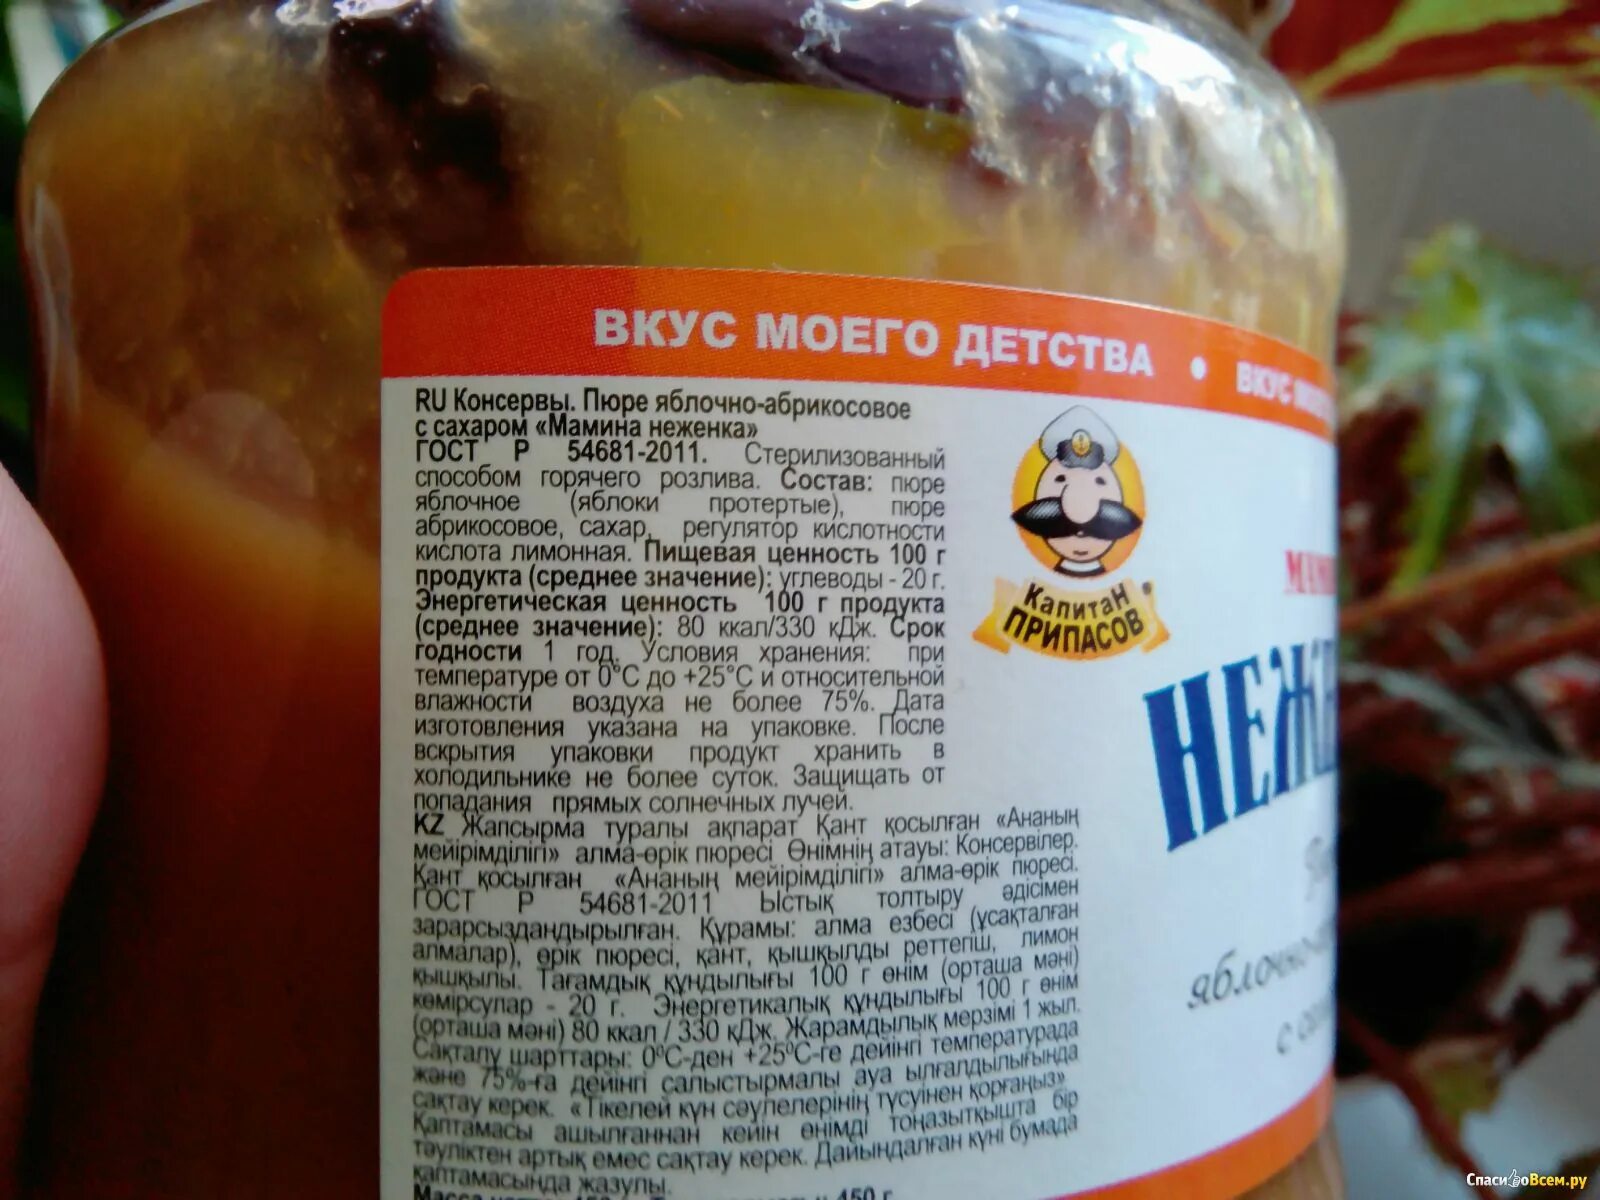 ВКУС МОЕГО ДЕТСТВА • ВКУС
RU Консервы. Пюре яблочно-абрикосовое
с сахаром «Мамина неженка»
ГОСТ Р 54681-2011. Стерилизованный
способом горячего розлива. Состав: пюре
яблочное (яблоки протертые), пюре
абрикосовое, сахар, регулятор кислотности
кислота лимонная. Пищевая ценность 100 г
продукта (среднее значение): углеводы - 20 г.
Энергетическая ценность 100 г продукта
(среднее значение): 80 ккал/330 кДж. Срок
годности 1 год. Условия хранения: при
температуре от 0°С до +25°С и относительной
влажности воздуха не более 75%. Дата
изготовления указана на упаковке. После
вскрытия упаковки продукт хранить в
холодильнике не более суток. Защищать от
попадания прямых солнечных лучей.
KZ Жапсырма туралы ақпарат Қант қосылған «Ананың
мейірімділігі» алма-өрік пюресі Өнімнің атауы: Консервілер.
Қант қосылған «Ананың мейірімділігі» алма-өрік пюресі.
ГОСТ Р 54681-2011 Ыстық толтыру әдісімен
зарарсыздандырылған. Құрамы: алма езбесі (ұсақталған
алмалар), өрік пюресі, қант, қышқылды реттегіш, лимон
қышқылы. Тағамдық құндылығы 100 г өнім (орташа мәні)
көмірсулар - 20 г. Энергетикалық құндылығы 100 г өнім
(орташа мәні) 80 ккал / 330 кДж. Жарамдылық мерзімі 1 жыл.
Сақталу шарттары: 0°С-ден +25°С-ге дейінгі температурада
және 75%-ға дейінгі салыстырмалы ауа ылғалдылығында
сақтау керек. «Тікелей күн сәулелерінің түсуінен қорғаңыз»
Қаптамасы ашылғаннан кейін өнімді тоңазытқышта бір
тәуліктен артық емес сақтау керек. Дайындалған күні бумада
қаптамасында жазулы.
Масса 450 г
Капитан
ПРИПАСОВ
НЕЖ
яблочно
с
СпасибоВсем.ру